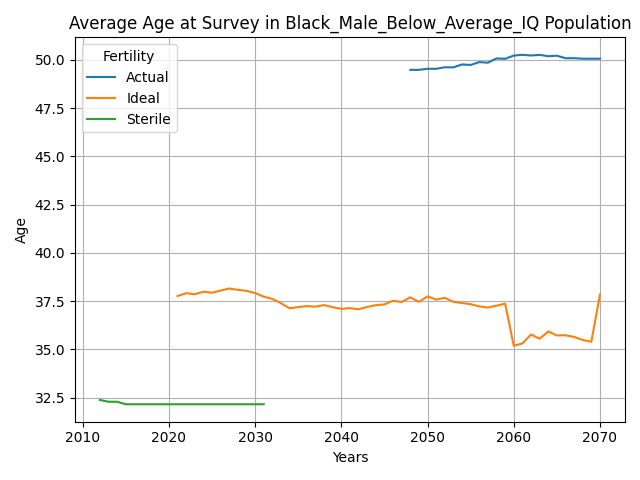 Average Age at Survey in Black_Male_Below_Average_IQ Population
Fertility
Actual
Ideal
Sterile
50.0
47.5
45.0
42.5
40.0
37.5
35.0
32.5
Age
2010 2020 2030 2040 2050 2060 2070
Years